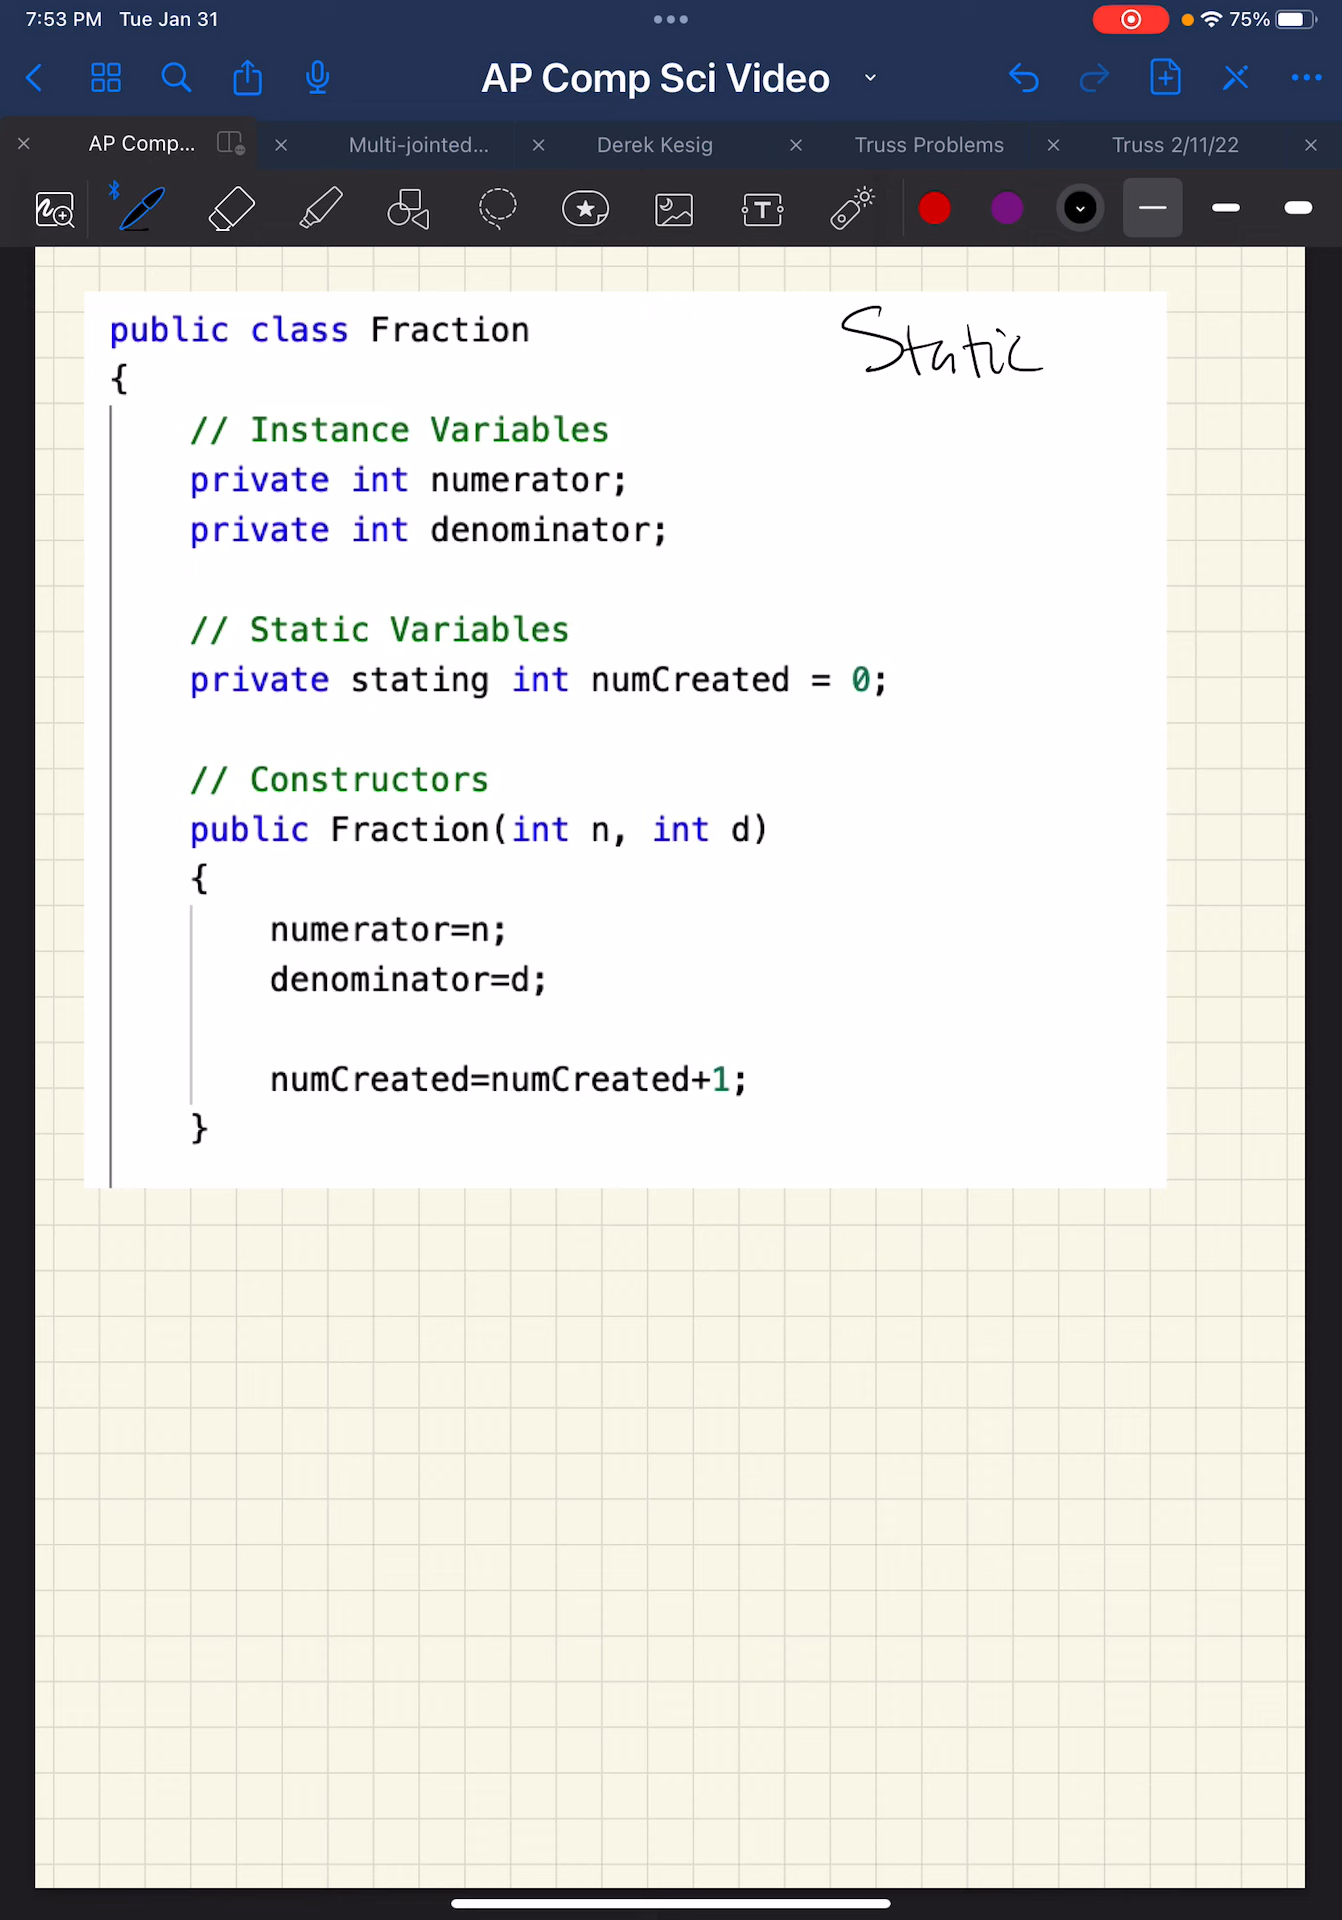 7:53 PM Tue Jan 31
75%
AP Comp Sci Video
AP Comp...
Multi-jointed...
Derek Kesig
Truss Problems
Truss 2/11/22
public class Fraction
Static
{
// Instance Variables
private int numerator;
private int denominator;
// Static Variables
private stating int numCreated = 0;
// Constructors
public Fraction(int n, int d)
{
numerator=n;
denominator=d;
numCreated=numCreated+1;
}